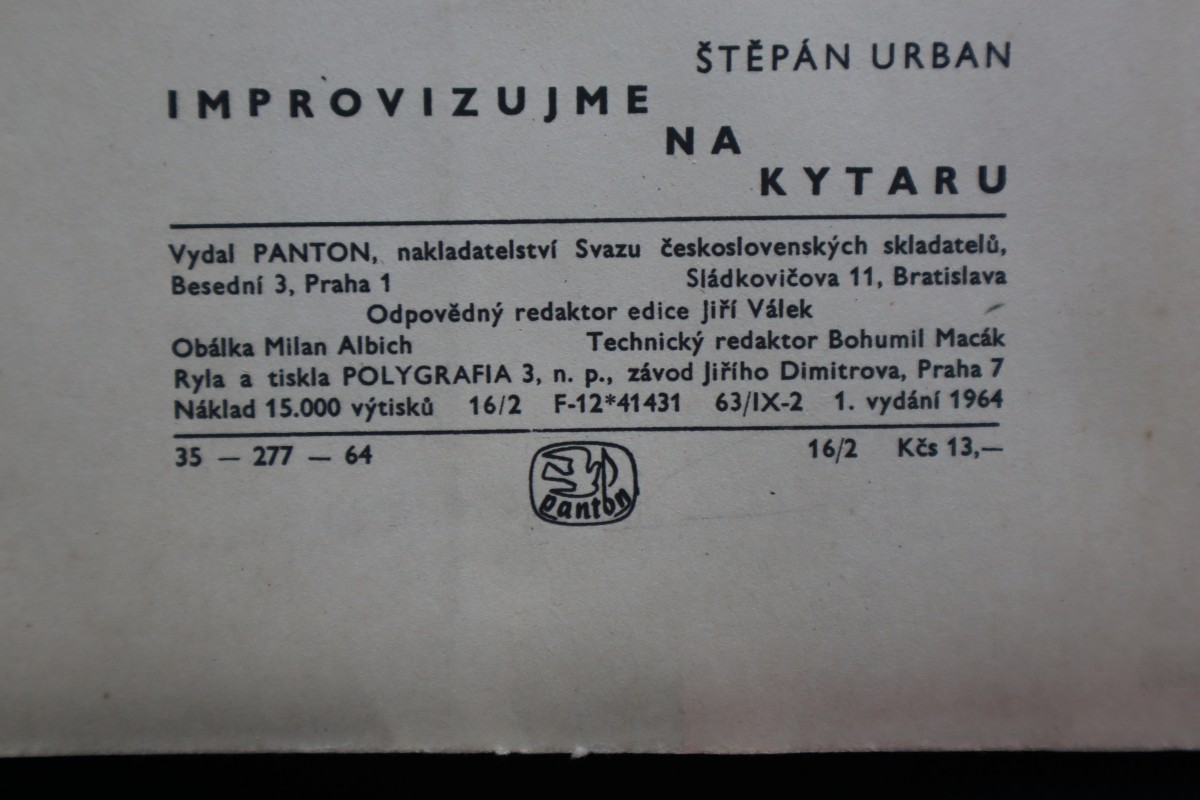 ŠTĚPÁN URBAN
IMPROVIZUJME
NA
KYTARU
Vydal PANTON, nakladatelství Svazu československých skladatelů,
Besední 3, Praha 1 Sládkovičova 11, Bratislava
Odpovědný redaktor edice Jiří Válek
Obálka Milan Albich Technický redaktor Bohumil Macák
Ryla a tiskla POLYGRAFIA 3, n. p., závod Jiřího Dimitrova, Praha 7
Náklad 15.000 výtisků 16/2 F-12*41431 63/IX-2 1. vydání 1964
35 — 277 — 64 16/2 Kčs 13,—
panton